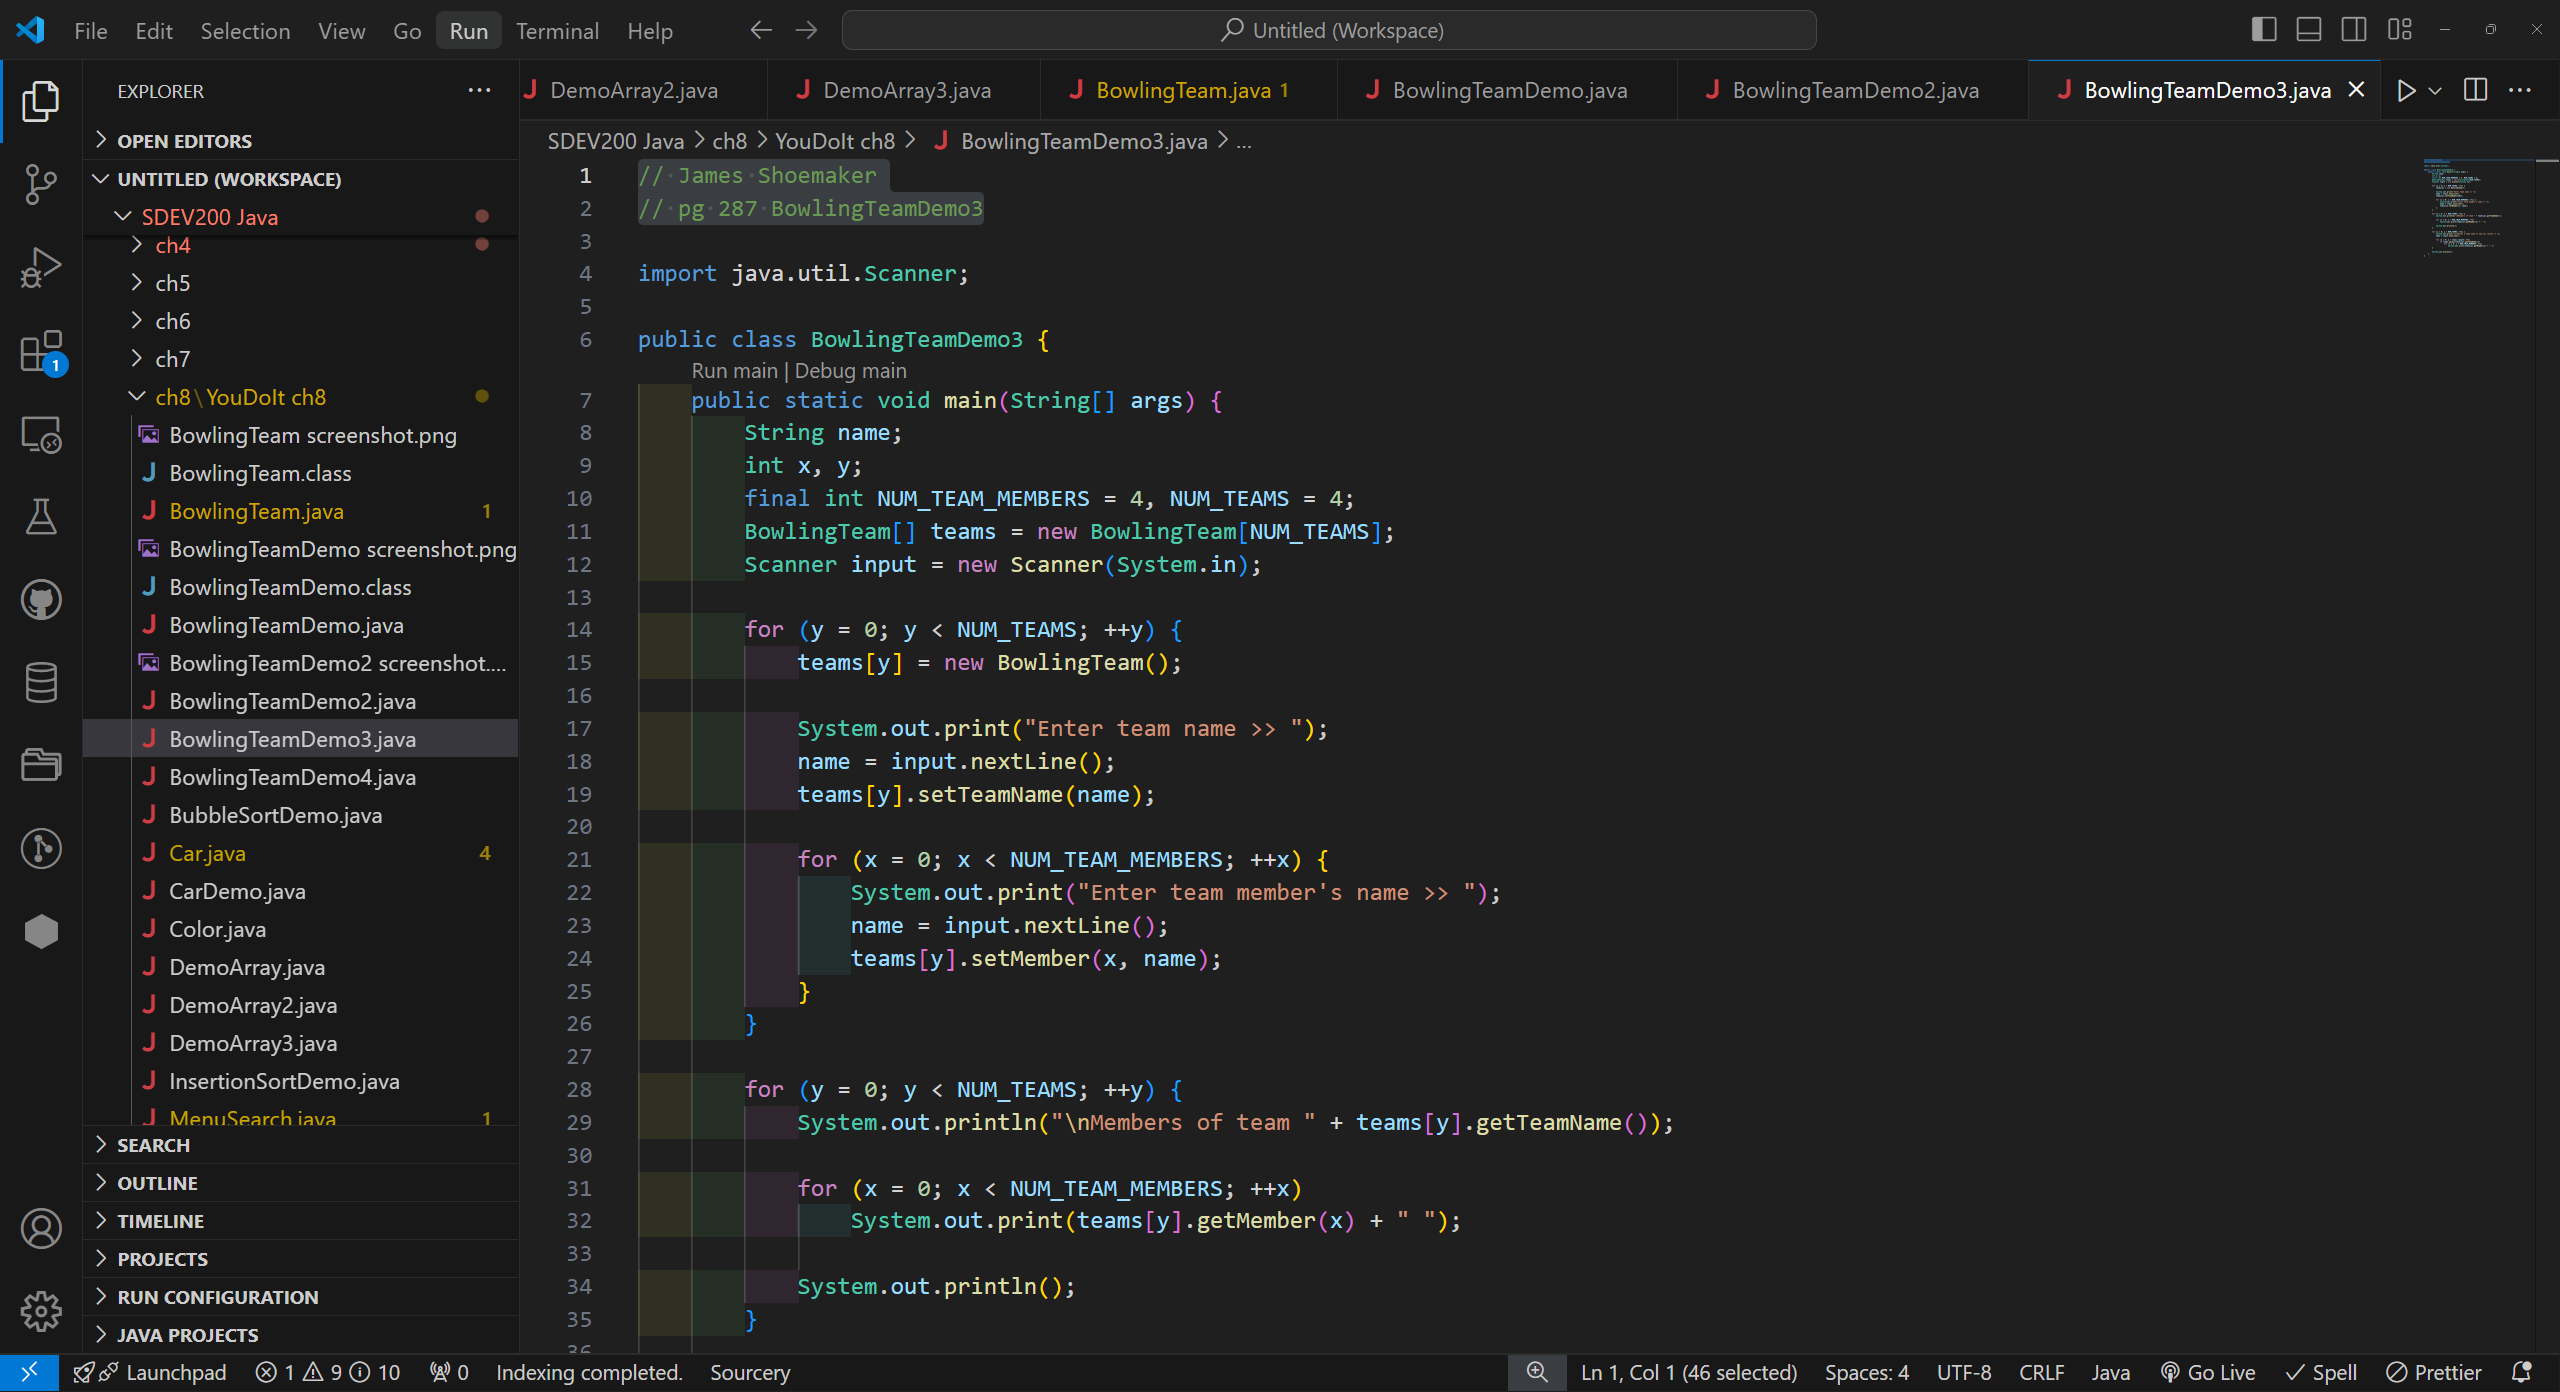 File Edit Selection View Go Run Terminal Help Untitled (Workspace)
EXPLORER
OPEN EDITORS
UNTITLED (WORKSPACE)
SDEV200 Java
ch4
ch5
ch6
ch7
ch8\YouDoIt ch8
BowlingTeam screenshot.png
BowlingTeam.class
BowlingTeam.java 1
BowlingTeamDemo screenshot.png
BowlingTeamDemo.class
BowlingTeamDemo.java
BowlingTeamDemo2 screenshot....
BowlingTeamDemo2.java
BowlingTeamDemo3.java
BowlingTeamDemo4.java
BubbleSortDemo.java
Car.java 4
CarDemo.java
Color.java
DemoArray.java
DemoArray2.java
DemoArray3.java
InsertionSortDemo.java
MenuSearch.java 1
SEARCH
OUTLINE
TIMELINE
PROJECTS
RUN CONFIGURATION
JAVA PROJECTS
1
DemoArray2.java DemoArray3.java BowlingTeam.java 1 BowlingTeamDemo.java BowlingTeamDemo2.java BowlingTeamDemo3.java
SDEV200 Java > ch8 > YouDoIt ch8 > BowlingTeamDemo3.java > ...
1 // James Shoemaker
2 // pg 287 BowlingTeamDemo3
3
4 import java.util.Scanner;
5
6 public class BowlingTeamDemo3 {
Run main | Debug main
7 public static void main(String[] args) {
8 String name;
9 int x, y;
10 final int NUM_TEAM_MEMBERS = 4, NUM_TEAMS = 4;
11 BowlingTeam[] teams = new BowlingTeam[NUM_TEAMS];
12 Scanner input = new Scanner(System.in);
13
14 for (y = 0; y < NUM_TEAMS; ++y) {
15 teams[y] = new BowlingTeam();
16
17 System.out.print("Enter team name >> ");
18 name = input.nextLine();
19 teams[y].setTeamName(name);
20
21 for (x = 0; x < NUM_TEAM_MEMBERS; ++x) {
22 System.out.print("Enter team member's name >> ");
23 name = input.nextLine();
24 teams[y].setMember(x, name);
25 }
26 }
27
28 for (y = 0; y < NUM_TEAMS; ++y) {
29 System.out.println("\nMembers of team " + teams[y].getTeamName());
30
31 for (x = 0; x < NUM_TEAM_MEMBERS; ++x)
32 System.out.print(teams[y].getMember(x) + " ");
33
34 System.out.println();
35 }
36
Launchpad 1 9 10 0 Indexing completed. Sourcery Ln 1, Col 1 (46 selected) Spaces: 4 UTF-8 CRLF Java Go Live Spell Prettier